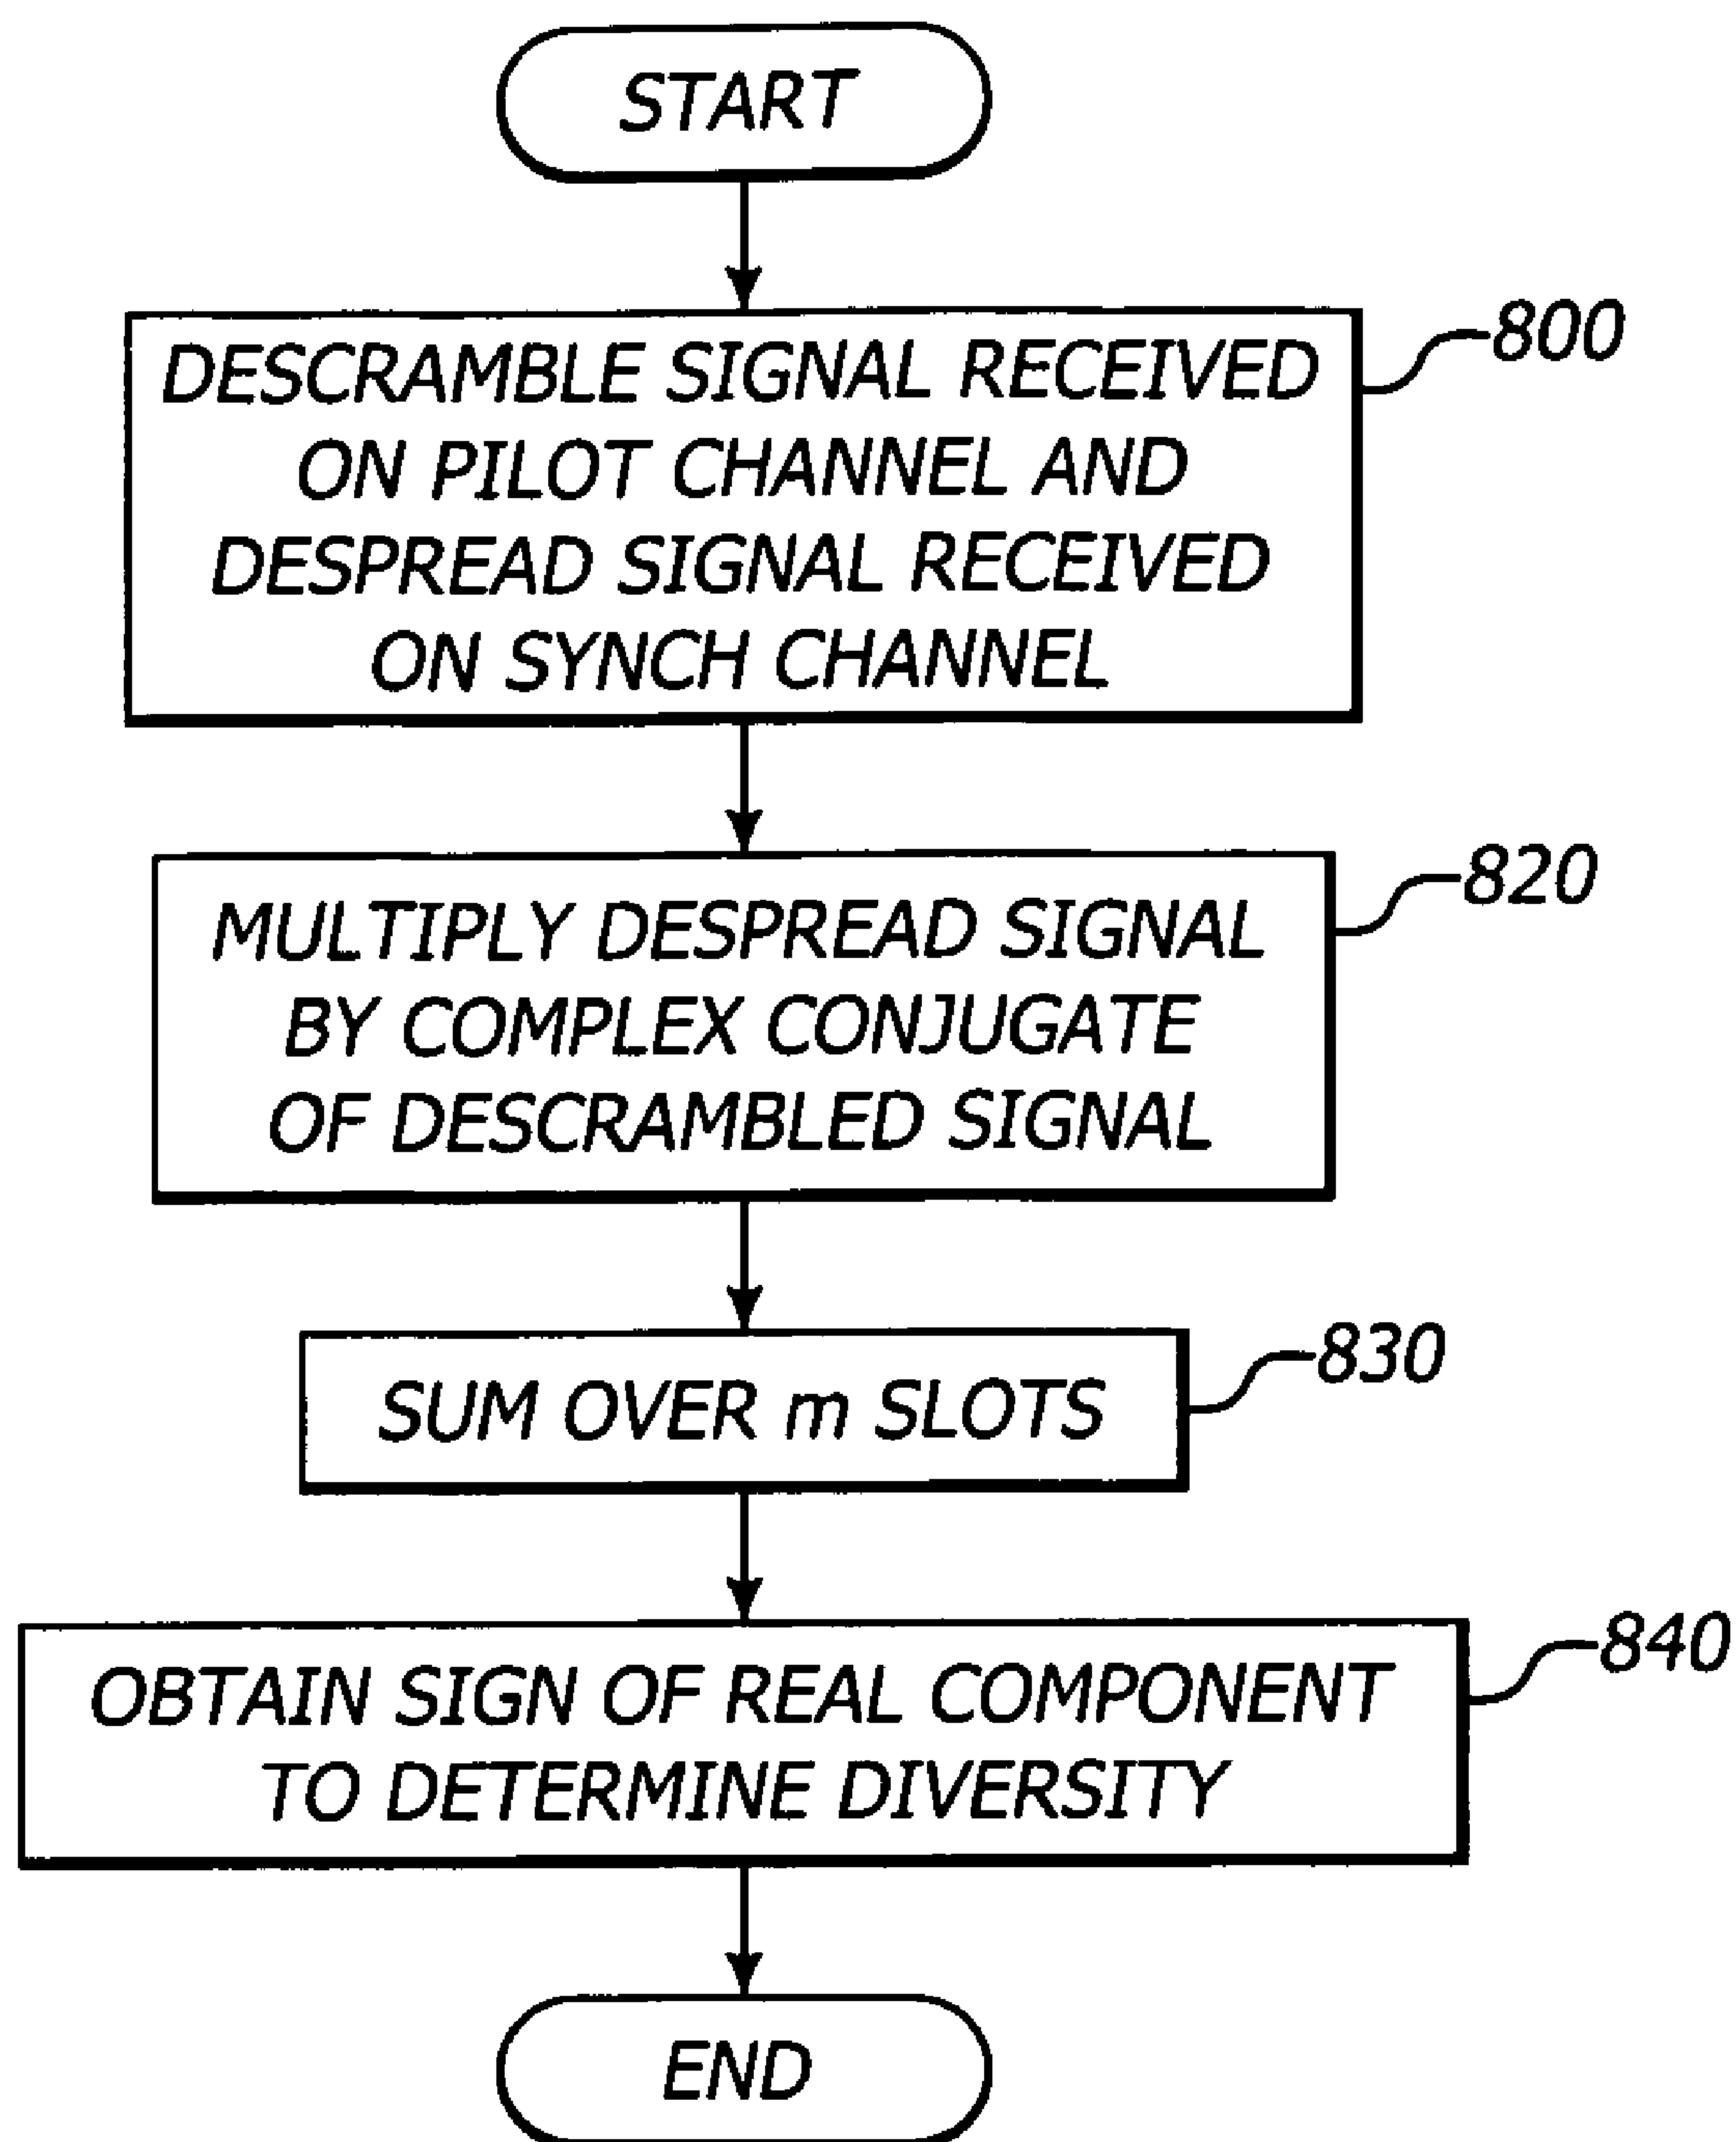 START
DESCRAMBLE SIGNAL RECEIVED
ON PILOT CHANNEL AND
DESPREAD SIGNAL RECEIVED
ON SYNCH CHANNEL
800
MULTIPLY DESPREAD SIGNAL
BY COMPLEX CONJUGATE
OF DESCRAMBLED SIGNAL
820
SUM OVER m SLOTS
830
OBTAIN SIGN OF REAL COMPONENT
TO DETERMINE DIVERSITY
840
END